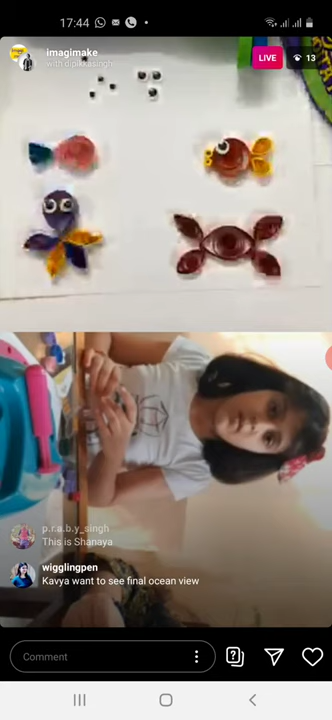 17:44
imagimake
with dipikkasingh
LIVE
13
p.r.a.b.y_singh
This is Shanaya
wigglingpen
Kavya want to see final ocean view
Comment